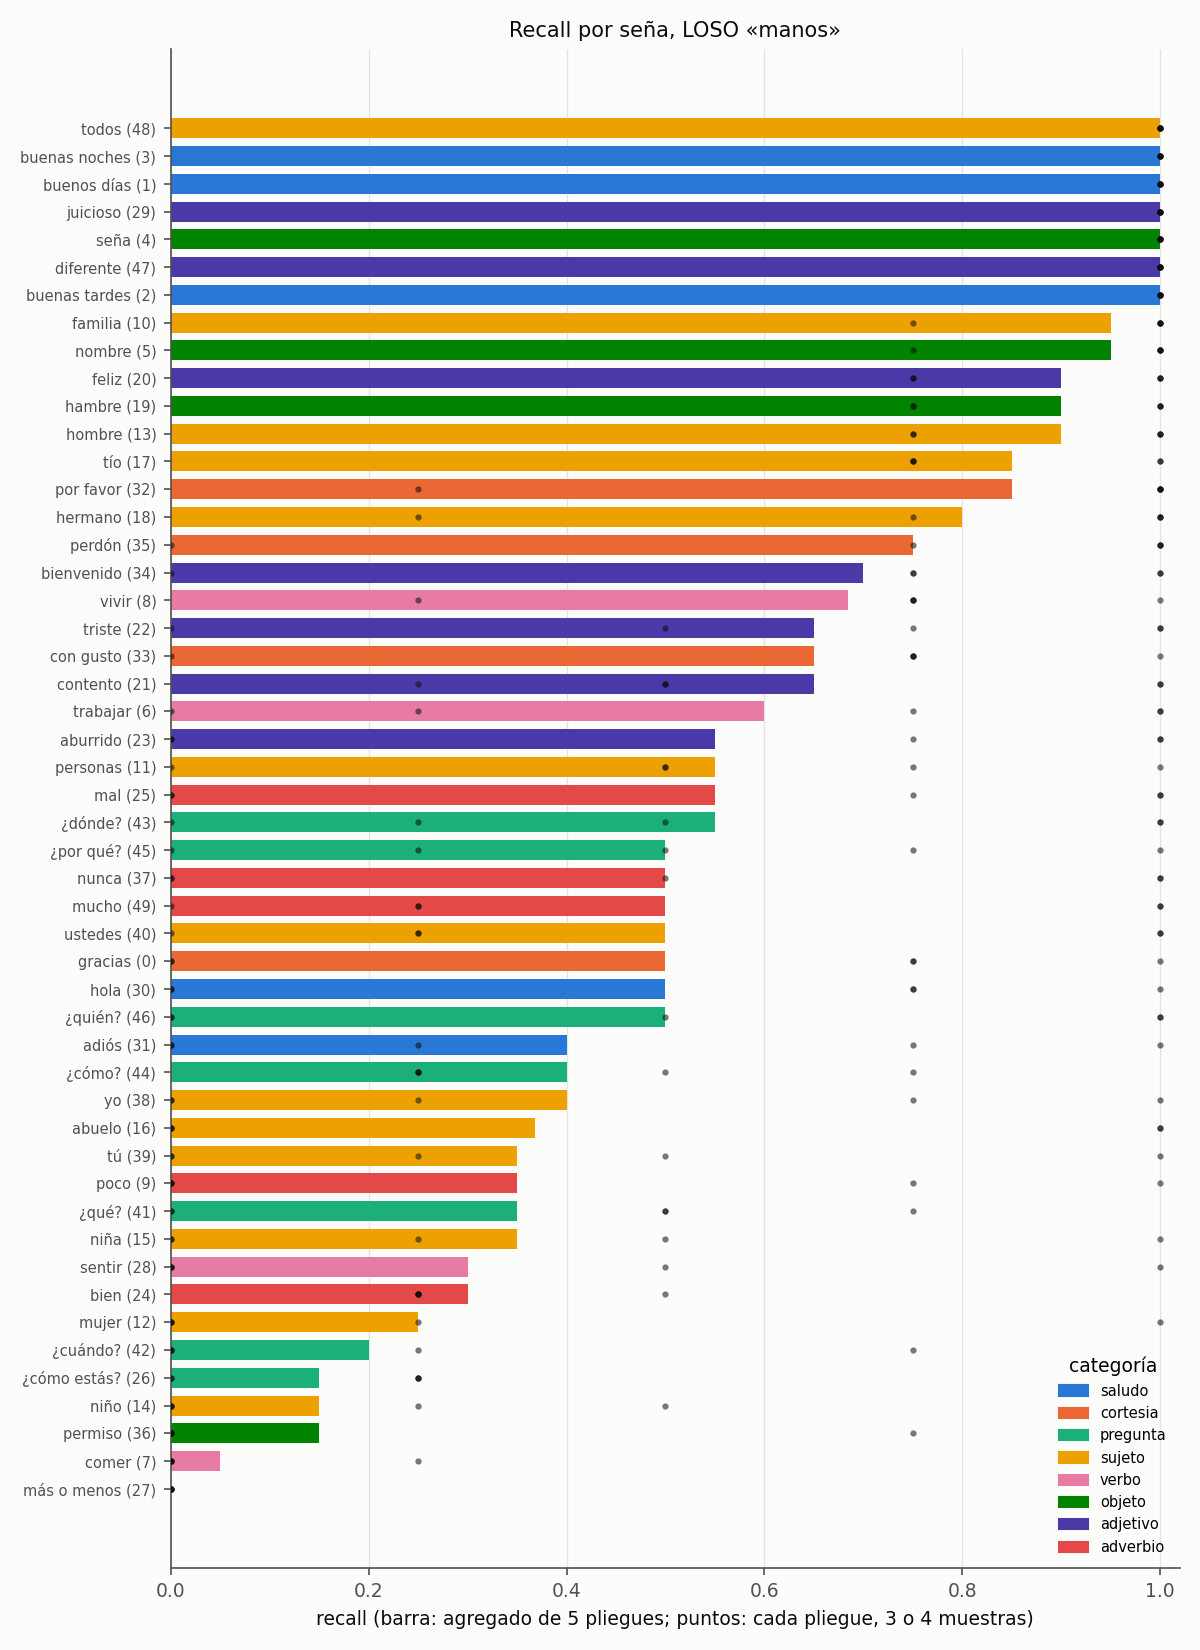 Recall por seña, LOSO «manos»
todos (48)
buenas noches (3)
buenos días (1)
juicioso (29)
seña (4)
diferente (47)
buenas tardes (2)
familia (10)
nombre (5)
feliz (20)
hambre (19)
hombre (13)
tío (17)
por favor (32)
hermano (18)
perdón (35)
bienvenido (34)
vivir (8)
triste (22)
con gusto (33)
contento (21)
trabajar (6)
aburrido (23)
personas (11)
mal (25)
¿dónde? (43)
¿por qué? (45)
nunca (37)
mucho (49)
ustedes (40)
gracias (0)
hola (30)
¿quién? (46)
adiós (31)
¿cómo? (44)
yo (38)
abuelo (16)
tú (39)
poco (9)
¿qué? (41)
niña (15)
sentir (28)
bien (24)
mujer (12)
¿cuándo? (42)
¿cómo estás? (26)
niño (14)
permiso (36)
comer (7)
más o menos (27)
categoría
saludo
cortesia
pregunta
sujeto
verbo
objeto
adjetivo
adverbio
0.0 0.2 0.4 0.6 0.8 1.0
recall (barra: agregado de 5 pliegues; puntos: cada pliegue, 3 o 4 muestras)